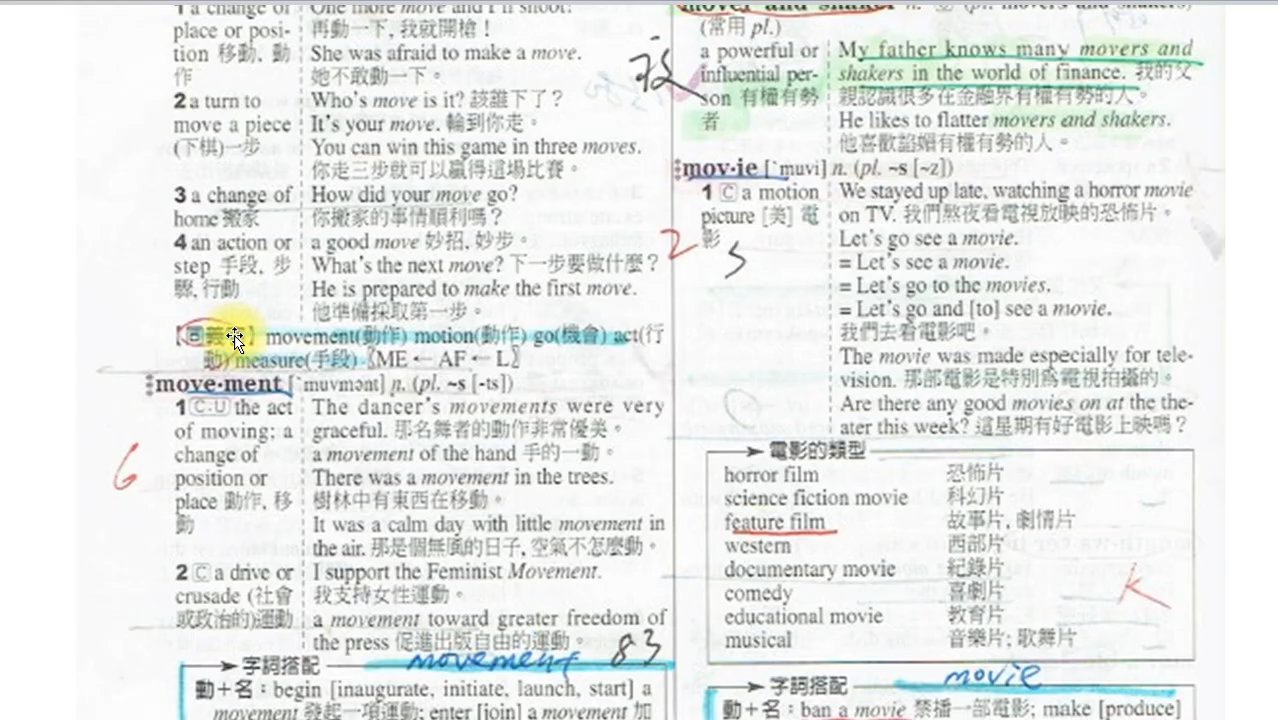 1 a change of
place or posi-
tion 移動, 動
作
One more move and I'll shoot!
再動一下, 我就開槍！
She was afraid to make a move.
她不敢動一下。
2 a turn to
move a piece
(下棋)一步
Who's move is it? 該誰下了？
It's your move. 輪到你走。
You can win this game in three moves.
你走三步就可以贏得這場比賽。
3 a change of
home 搬家
How did your move go?
你搬家的事情順利嗎？
4 an action or
step 手段, 步
驟, 行動
a good move 妙招, 妙步。
What's the next move? 下一步要做什麼？
He is prepared to make the first move.
他準備採取第一步。
【同義字】 movement(動作) motion(動作) go(機會) act(行
動) measure(手段)〖ME ← AF ← L〗
move·ment [ˋmuvmənt] n. (pl. ~s [-ts])
1 C·U the act
of moving; a
change of
position or
place 動作, 移
動
The dancer's movements were very
graceful. 那名舞者的動作非常優美。
a movement of the hand 手的一動。
There was a movement in the trees.
樹林中有東西在移動。
It was a calm day with little movement in
the air. 那是個無風的日子, 空氣不怎麼動。
6
2 C a drive or
crusade (社會
或政治的)運動
I support the Feminist Movement.
我支持女性運動。
a movement toward greater freedom of
the press 促進出版自由的運動。
movement 83
字詞搭配
動＋名：begin [inaugurate, initiate, launch, start] a
movement 發起一項運動; enter [join] a movement 加
mover and shaker n. (pl. movers and shakers)
(常用 pl.)
a powerful or
influential per-
son 有權有勢
者
My father knows many movers and
shakers in the world of finance. 我的父
親認識很多在金融界有權有勢的人。
He likes to flatter movers and shakers.
他喜歡諂媚有權有勢的人。
mov·ie [ˋmuvi] n. (pl. ~s [~z])
1 C a motion
picture [美] 電
影
2
We stayed up late, watching a horror movie
on TV. 我們熬夜看電視放映的恐怖片。
Let's go see a movie.
= Let's see a movie.
= Let's go to the movies.
= Let's go and [to] see a movie.
我們去看電影吧。
The movie was made especially for tele-
vision. 那部電影是特別為電視拍攝的。
Are there any good movies on at the the-
ater this week? 這星期有好電影上映嗎？
電影的類型
horror film 恐怖片
science fiction movie 科幻片
feature film 故事片, 劇情片
western 西部片
documentary movie 紀錄片
comedy 喜劇片
educational movie 教育片
musical 音樂片; 歌舞片
K
movie
字詞搭配
動＋名：ban a movie 禁播一部電影; make [produce]